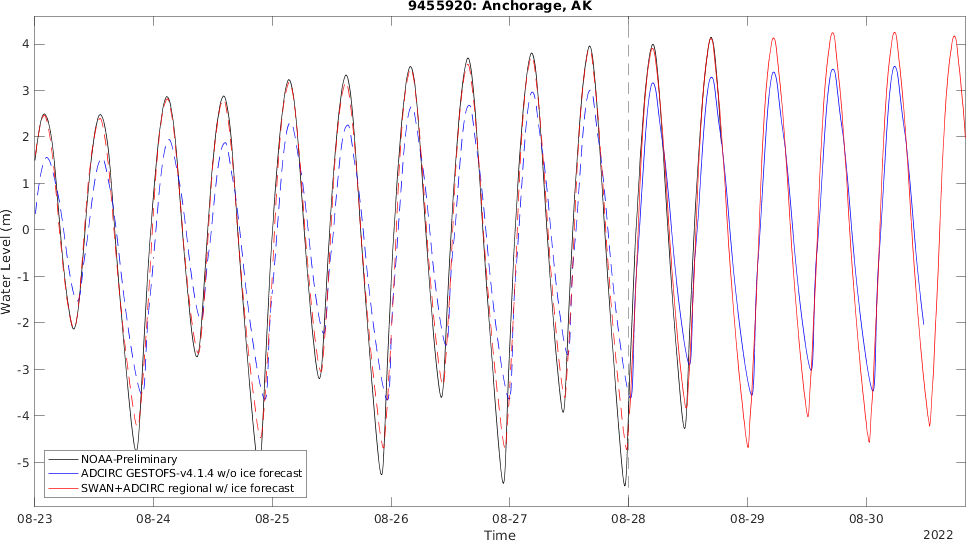 9455920: Anchorage, AK
4
3
2
1
0
-1
-2
-3
-4
-5
Water Level (m)
NOAA-Preliminary
ADCIRC GESTOFS-v4.1.4 w/o ice forecast
SWAN+ADCIRC regional w/ ice forecast
08-23 08-24 08-25 08-26 08-27 08-28 08-29 08-30
Time
2022